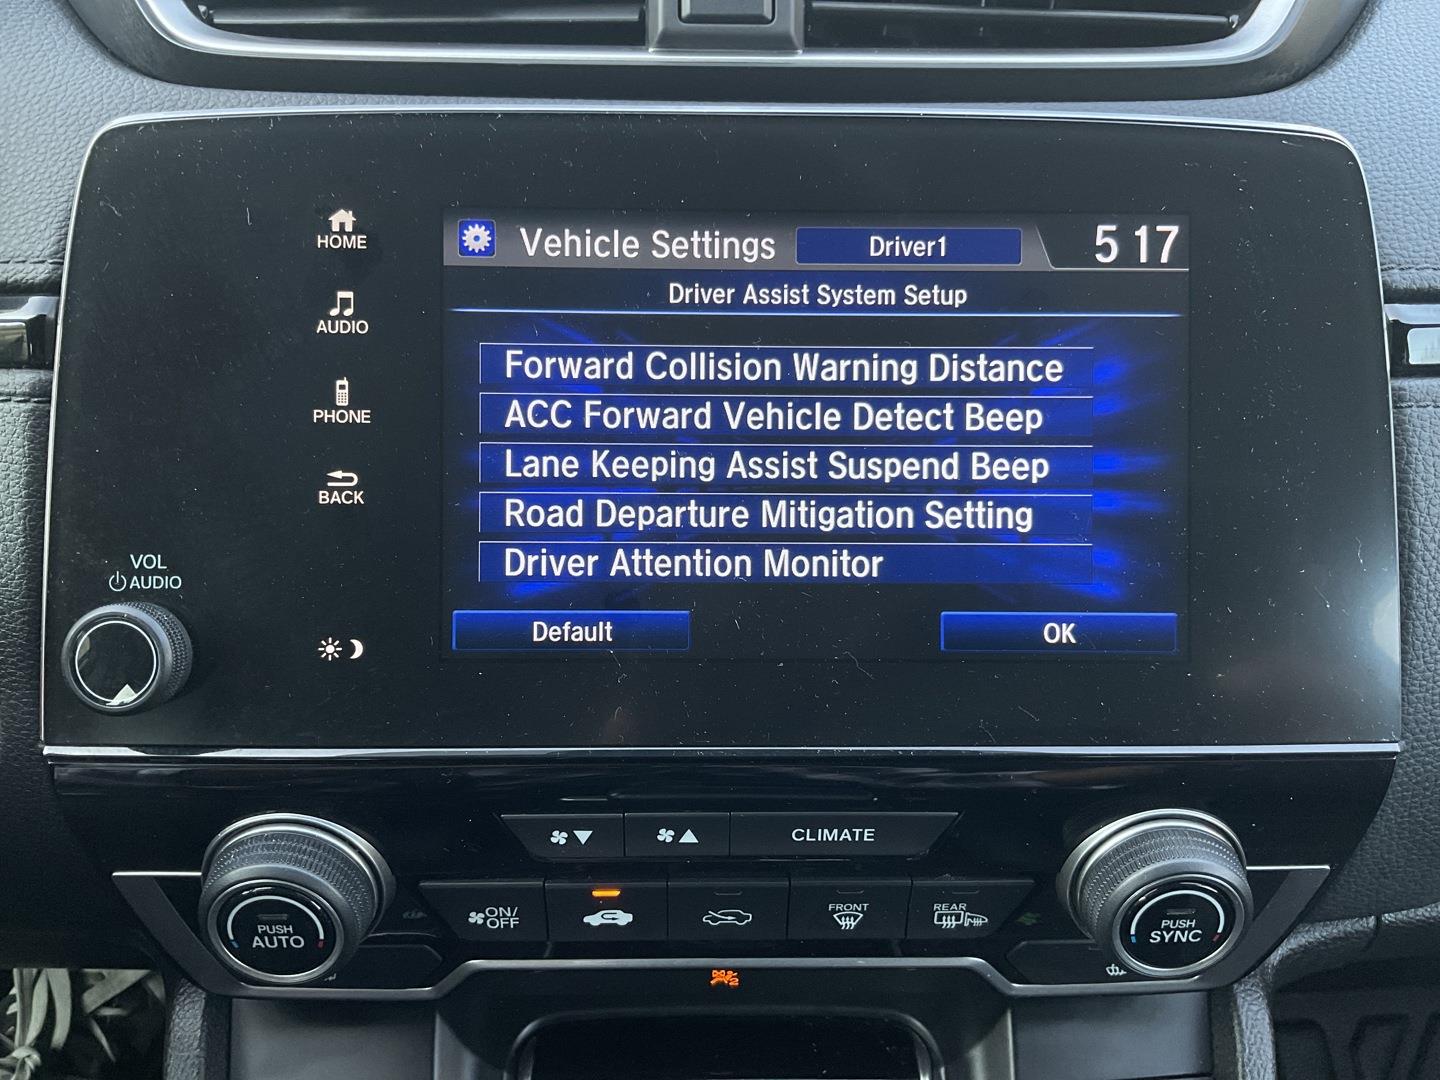 HOME
AUDIO
PHONE
BACK
VOL
AUDIO
Vehicle Settings Driver1 5 17
Driver Assist System Setup
Forward Collision Warning Distance
ACC Forward Vehicle Detect Beep
Lane Keeping Assist Suspend Beep
Road Departure Mitigation Setting
Driver Attention Monitor
Default OK
CLIMATE
ON/
OFF
FRONT
REAR
PUSH
AUTO
PUSH
SYNC
2